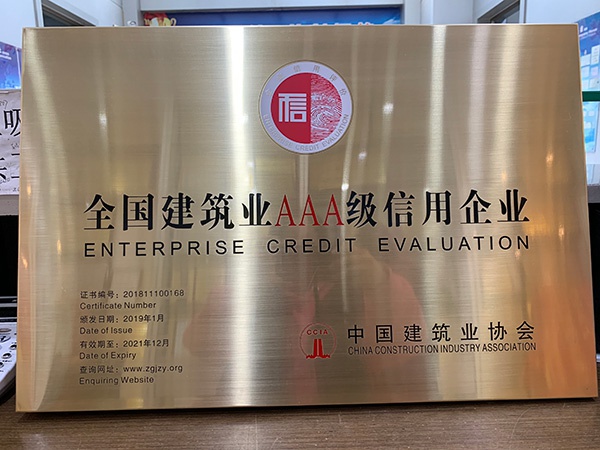 信用评价
信
ENTERPRISE CREDIT EVALUATION
全国建筑业AAA级信用企业
ENTERPRISE CREDIT EVALUATION
证书编号：201811100168
Certificate Number
颁发日期：2019年1月
Date of Issue
有效期至：2021年12月
Date of Expiry
查询网址：www.zgjzy.org
Enquiring Website
CCIA
中国建筑业协会
CHINA CONSTRUCTION INDUSTRY ASSOCIATION
吸